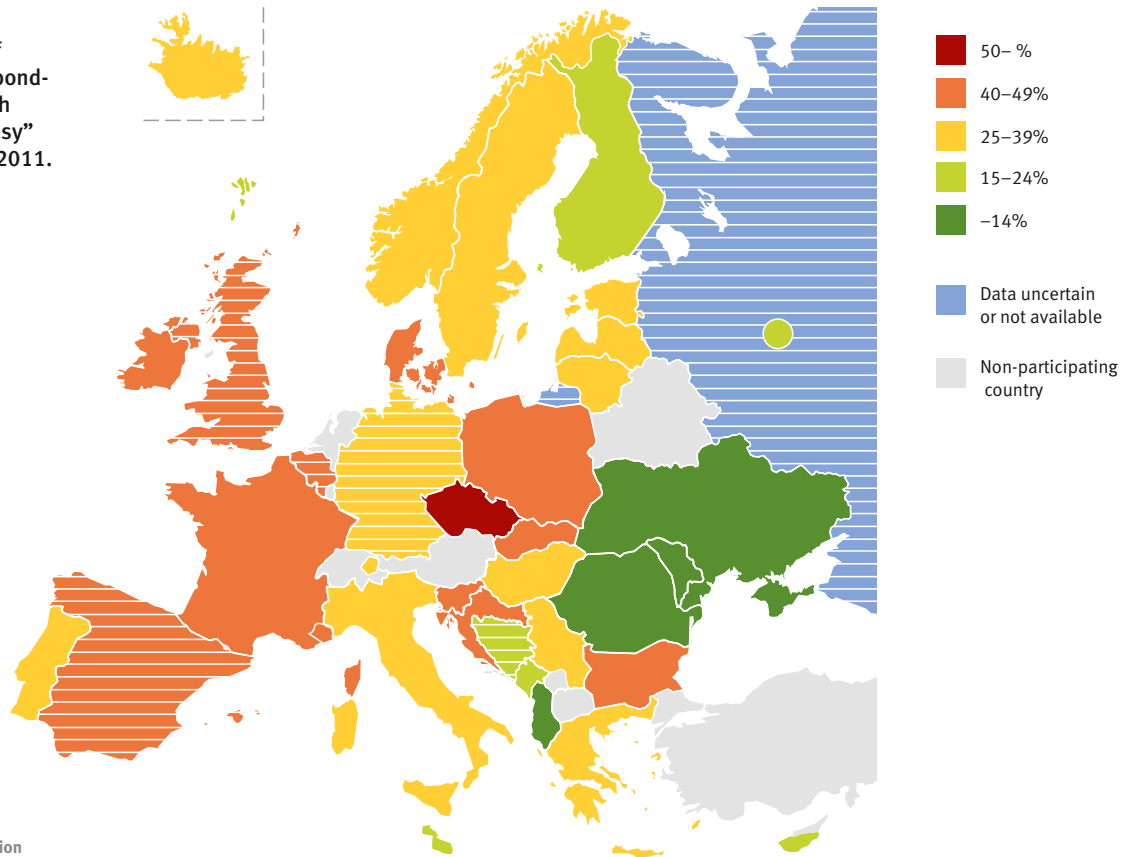 pond-
h
sy”
2011.
50– %
40–49%
25–39%
15–24%
–14%
Data uncertain
or not available
Non-participating
country
tion